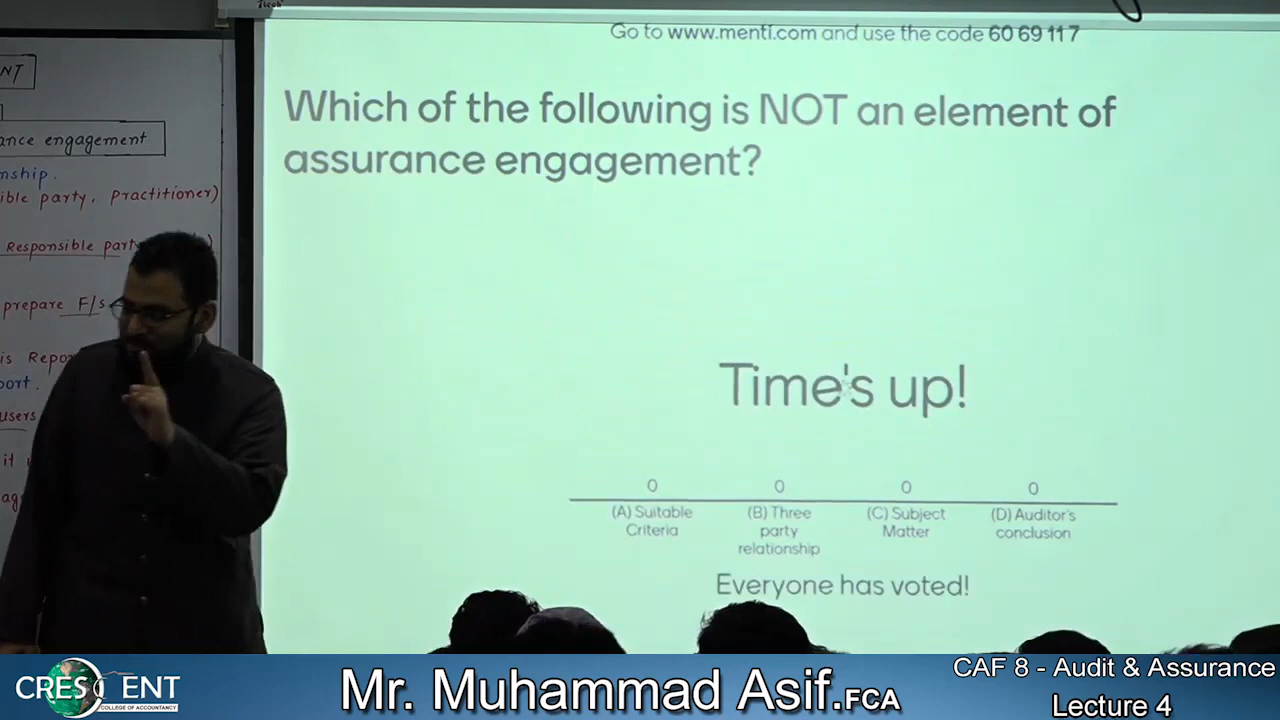 Go to www.menti.com and use the code 60 69 11 7
Which of the following is NOT an element of
assurance engagement?
Time's up!
0 0 0 0
(A) Suitable
Criteria
(B) Three
party
relationship
(C) Subject
Matter
(D) Auditor's
conclusion
Everyone has voted!
NT
ance engagement
nship.
ible party, practitioner)
Responsible part
prepare F/s
is Repo
port.
users
it
ag
CRESCENT
COLLEGE OF ACCOUNTANCY
Mr. Muhammad Asif.FCA
CAF 8 - Audit & Assurance
Lecture 4